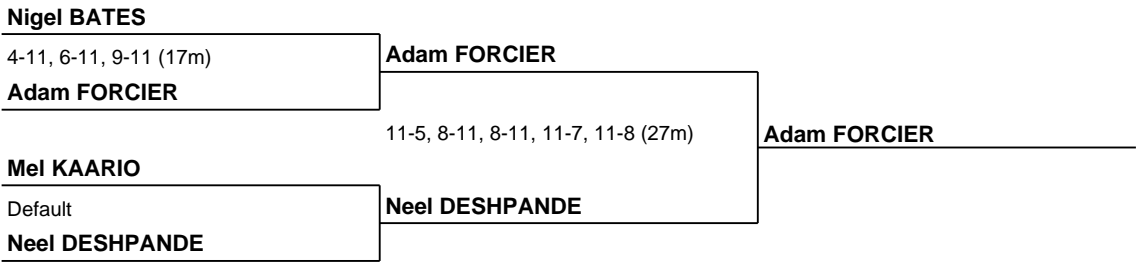 Nigel BATES
4-11, 6-11, 9-11 (17m)
Adam FORCIER
Adam FORCIER
11-5, 8-11, 8-11, 11-7, 11-8 (27m)
Adam FORCIER
Mel KAARIO
Default
Neel DESHPANDE
Neel DESHPANDE